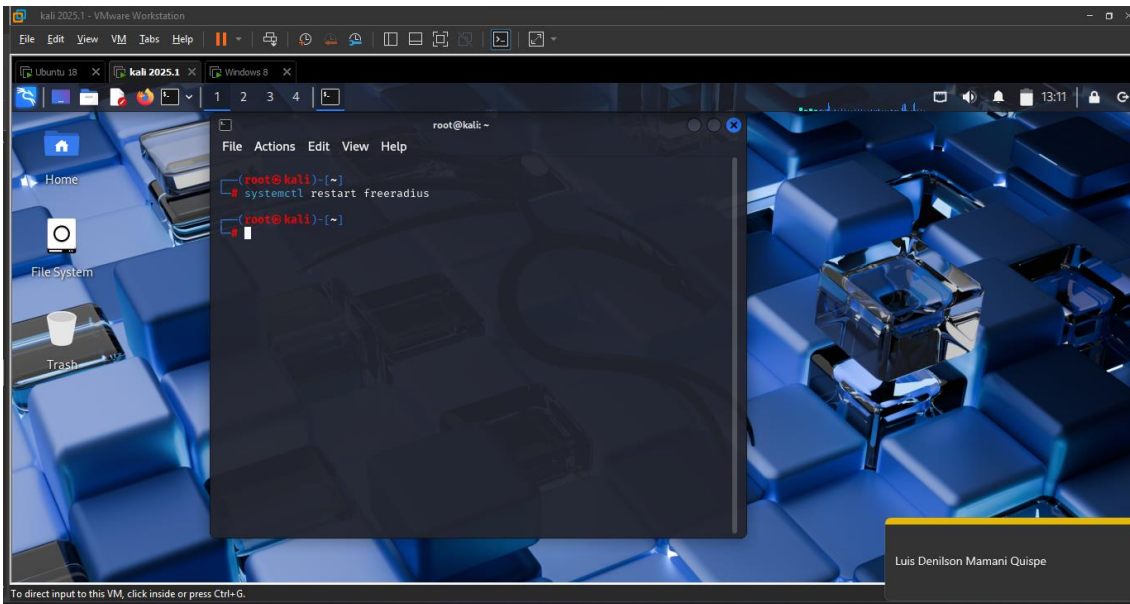 kali 2025.1 - VMware Workstation
File Edit View VM Tabs Help
Ubuntu 18 kali 2025.1 Windows 8
1 2 3 4 13:11
root@kali: ~
File Actions Edit View Help
Home
(root㉿kali)-[~]
# systemctl restart freeradius
(root㉿kali)-[~]
#
File System
Trash
Luis Denilson Mamani Quispe
To direct input to this VM, click inside or press Ctrl+G.